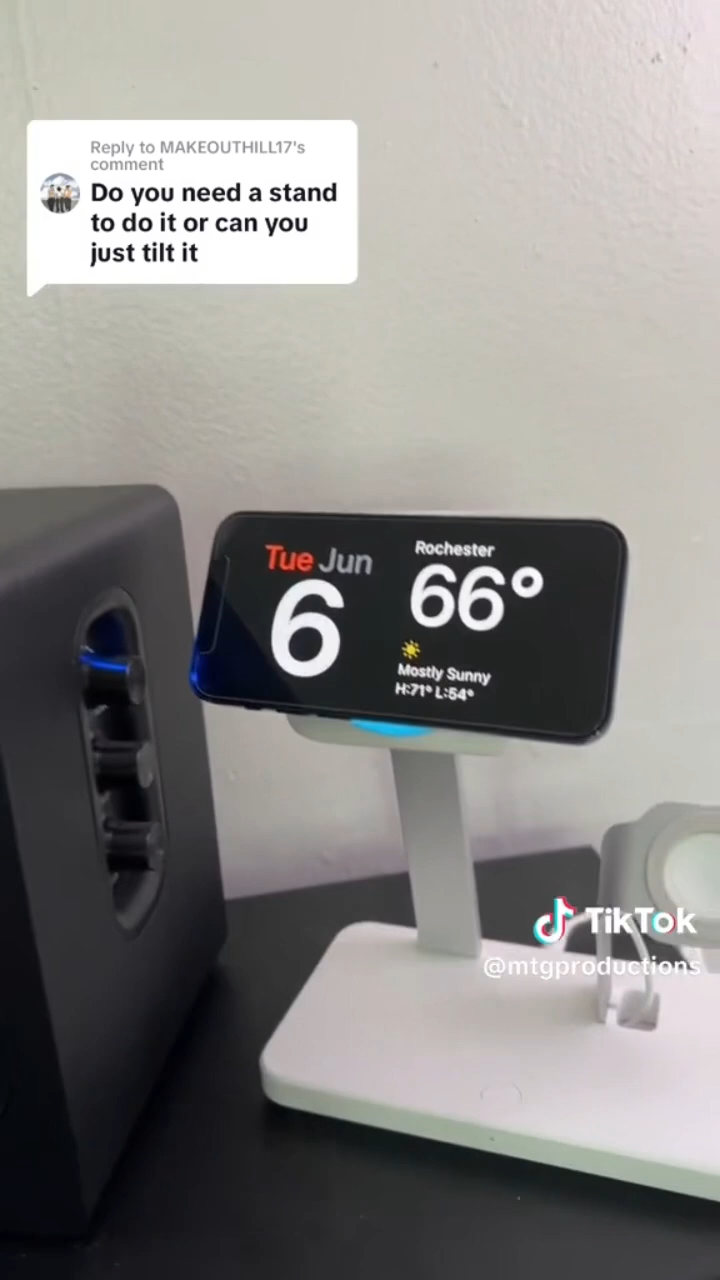 Reply to MAKEOUTHILL17's
comment
Do you need a stand
to do it or can you
just tilt it
Tue Jun
6
Rochester
66°
Mostly Sunny
H:71° L:54°
TikTok
@mtgproductions